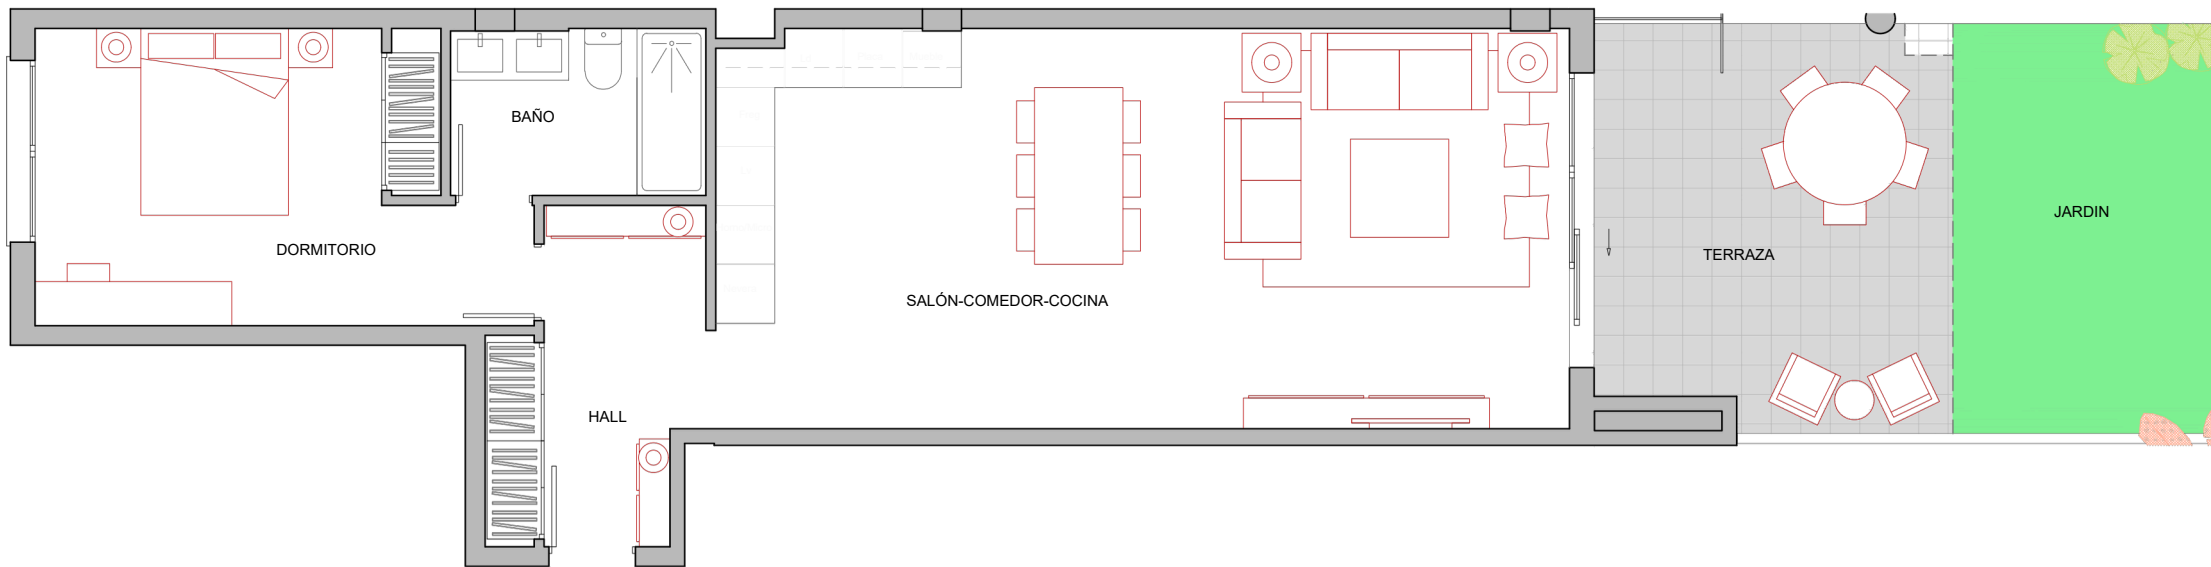 BAÑO
JARDIN
DORMITORIO
TERRAZA
SALÓN-COMEDOR-COCINA
HALL